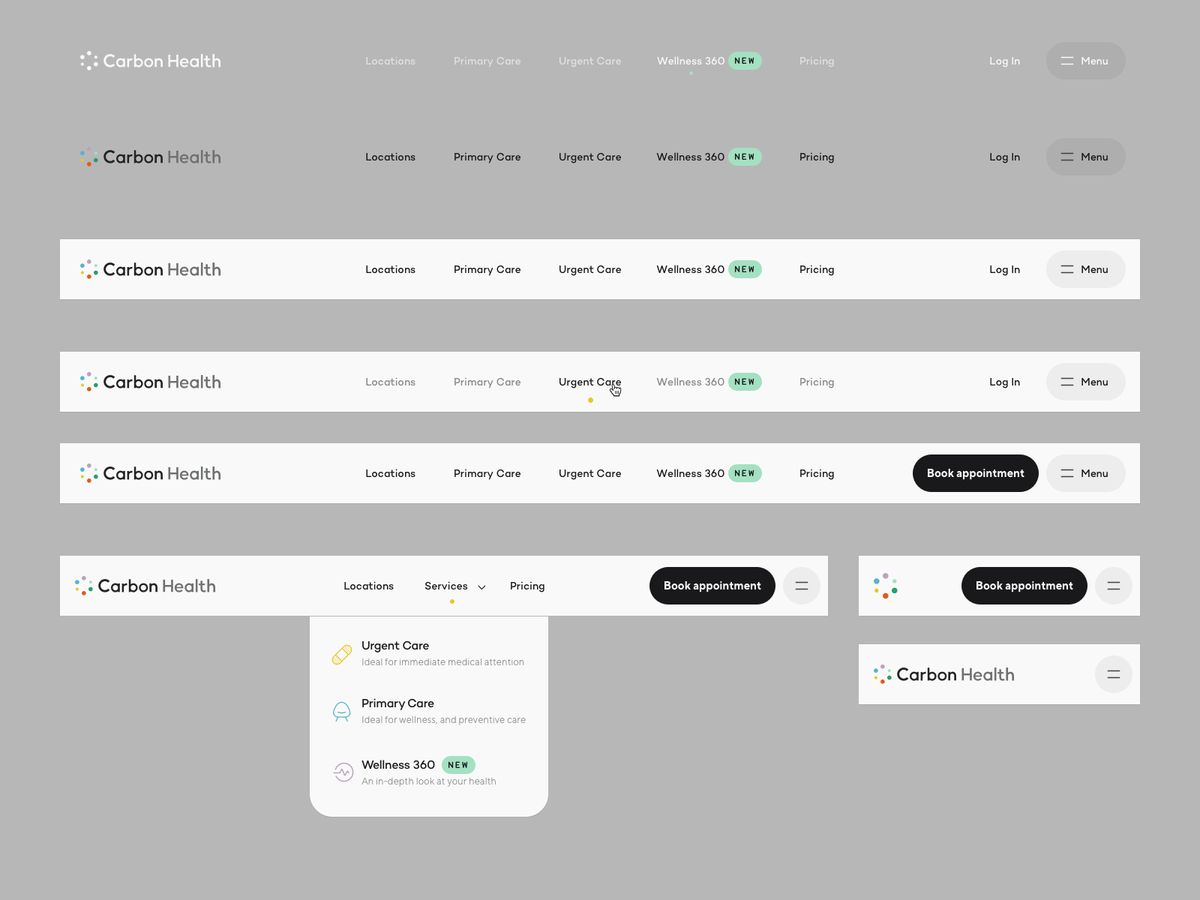 Carbon Health Locations Primary Care Urgent Care Wellness 360 NEW Pricing Log In Menu
Carbon Health Locations Primary Care Urgent Care Wellness 360 NEW Pricing Log In Menu
Carbon Health Locations Primary Care Urgent Care Wellness 360 NEW Pricing Log In Menu
Carbon Health Locations Primary Care Urgent Care Wellness 360 NEW Pricing Log In Menu
Carbon Health Locations Primary Care Urgent Care Wellness 360 NEW Pricing Book appointment Menu
Carbon Health Locations Services Pricing Book appointment
Urgent Care
Ideal for immediate medical attention
Primary Care
Ideal for wellness, and preventive care
Wellness 360 NEW
An in-depth look at your health
Book appointment
Carbon Health